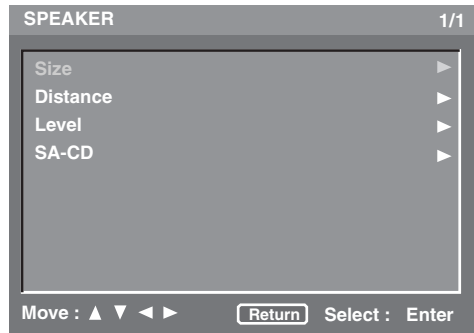 SPEAKER 1/1
Size ▶
Distance ▶
Level ▶
SA-CD ▶
Move : ▲ ▼ ◀ ▶ Return Select : Enter